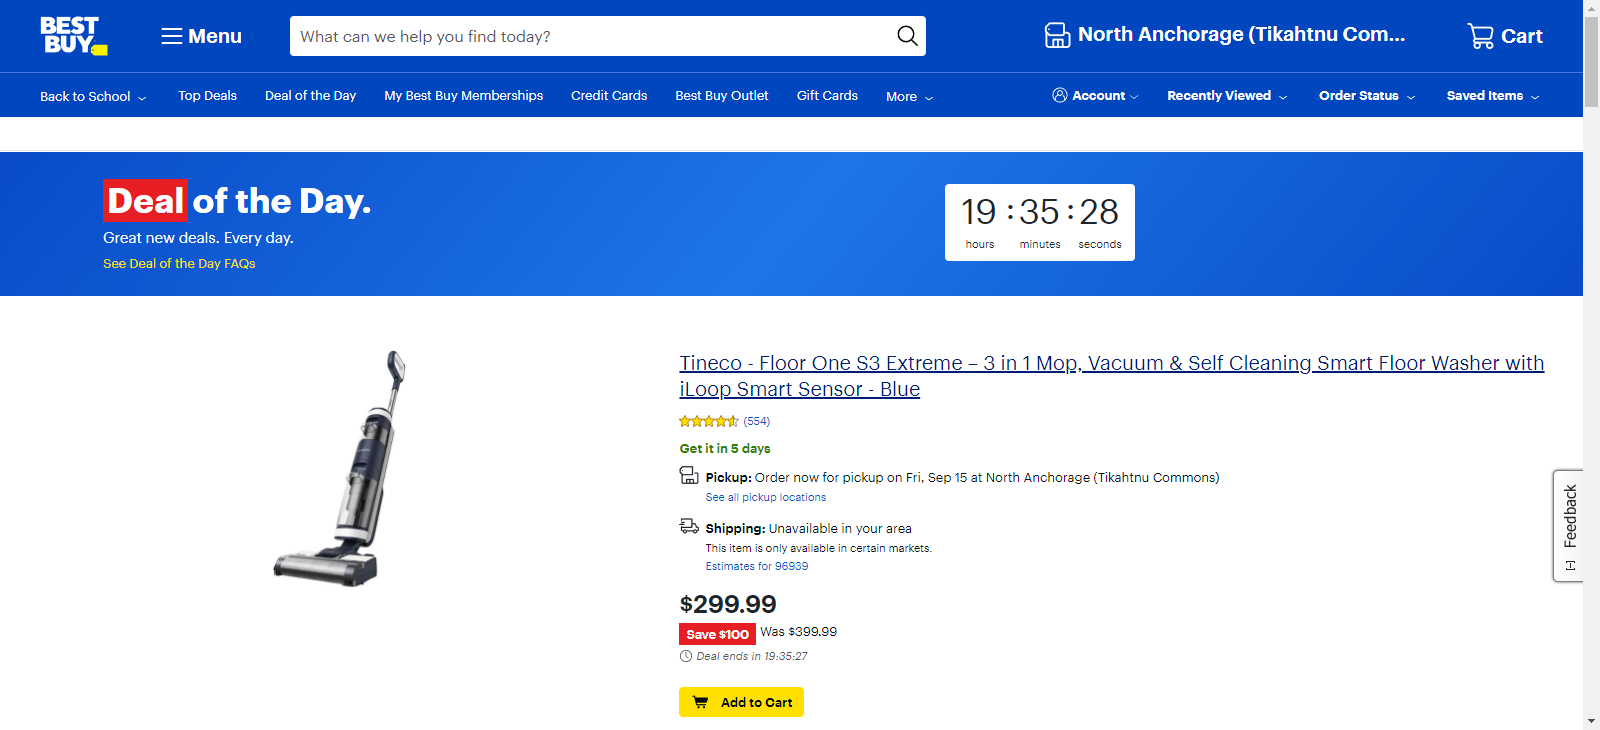 BEST BUY
Menu
What can we help you find today?
North Anchorage (Tikahtnu Com...
Cart
Back to School
Top Deals
Deal of the Day
My Best Buy Memberships
Credit Cards
Best Buy Outlet
Gift Cards
More
Account
Recently Viewed
Order Status
Saved Items
Deal of the Day.
Great new deals. Every day.
See Deal of the Day FAQs
19 : 35 : 28
hours minutes seconds
Tineco - Floor One S3 Extreme – 3 in 1 Mop, Vacuum & Self Cleaning Smart Floor Washer with
iLoop Smart Sensor - Blue
(554)
Get it in 5 days
Pickup: Order now for pickup on Fri, Sep 15 at North Anchorage (Tikahtnu Commons)
See all pickup locations
Shipping: Unavailable in your area
This item is only available in certain markets.
Estimates for 96939
$299.99
Save $100 Was $399.99
Deal ends in 19:35:27
Add to Cart
Feedback